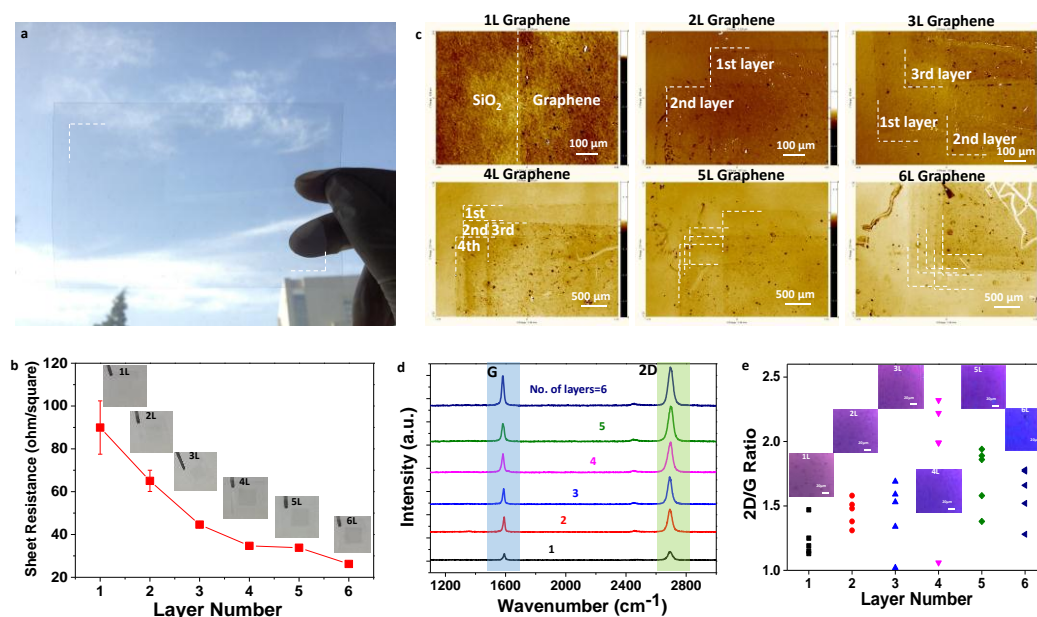 a
c
1L Graphene
2L Graphene
3L Graphene
SiO2
Graphene
100 μm
1st layer
2nd layer
100 μm
3rd layer
1st layer
2nd layer
100 μm
4L Graphene
5L Graphene
6L Graphene
1st
2nd 3rd
4th
500 μm
500 μm
500 μm
b
Sheet Resistance (ohm/square)
120
100
80
60
40
20
1L
2L
3L
4L
5L
6L
1 2 3 4 5 6
Layer Number
d
Intensity (a.u.)
G
2D
No. of layers=6
5
4
3
2
1
1200 1600 2000 2400 2800
Wavenumber (cm-1)
e
2D/G Ratio
2.5
2.0
1.5
1.0
1L
2L
3L
4L
5L
6L
20μm
20μm
20μm
20μm
20μm
1 2 3 4 5 6
Layer Number